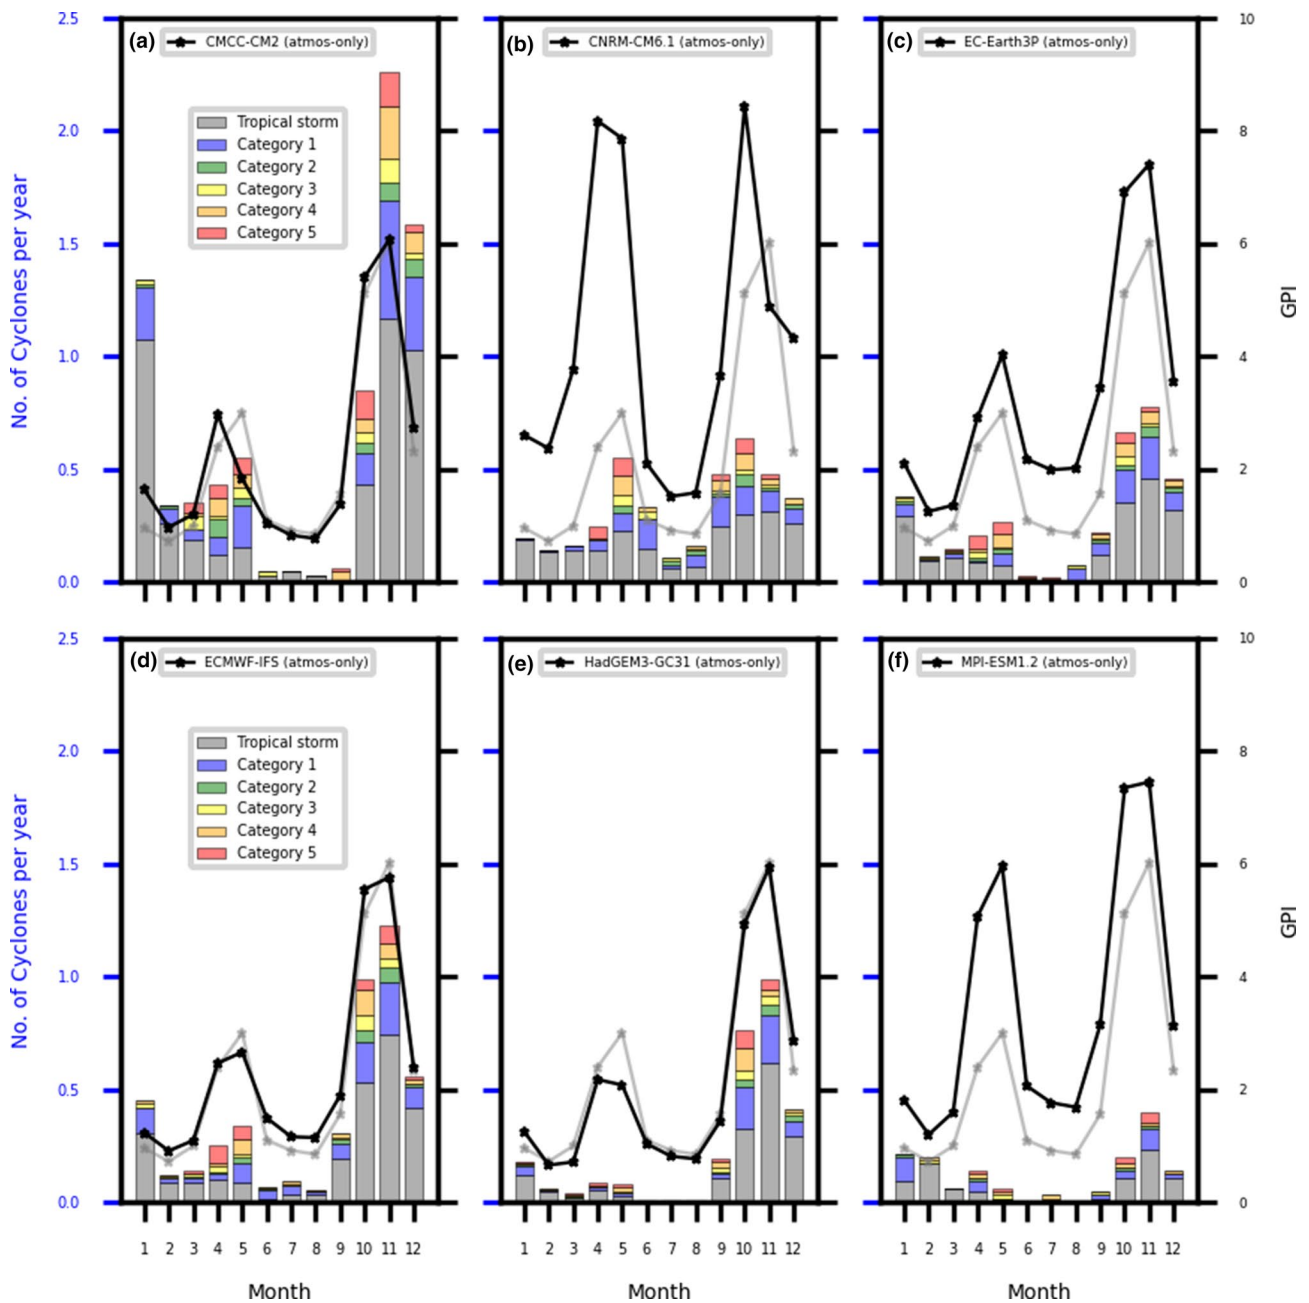 (a) CMCC-CM2 (atmos-only)
(b) CNRM-CM6.1 (atmos-only)
(c) EC-Earth3P (atmos-only)
2.5
2.0
1.5
1.0
0.5
0.0
No. of Cyclones per year
Tropical storm
Category 1
Category 2
Category 3
Category 4
Category 5
10
8
6
4
2
0
GPI
(d) ECMWF-IFS (atmos-only)
(e) HadGEM3-GC31 (atmos-only)
(f) MPI-ESM1.2 (atmos-only)
2.5
2.0
1.5
1.0
0.5
0.0
No. of Cyclones per year
Tropical storm
Category 1
Category 2
Category 3
Category 4
Category 5
10
8
6
4
2
0
GPI
1 2 3 4 5 6 7 8 9 10 11 12
1 2 3 4 5 6 7 8 9 10 11 12
1 2 3 4 5 6 7 8 9 10 11 12
Month
Month
Month